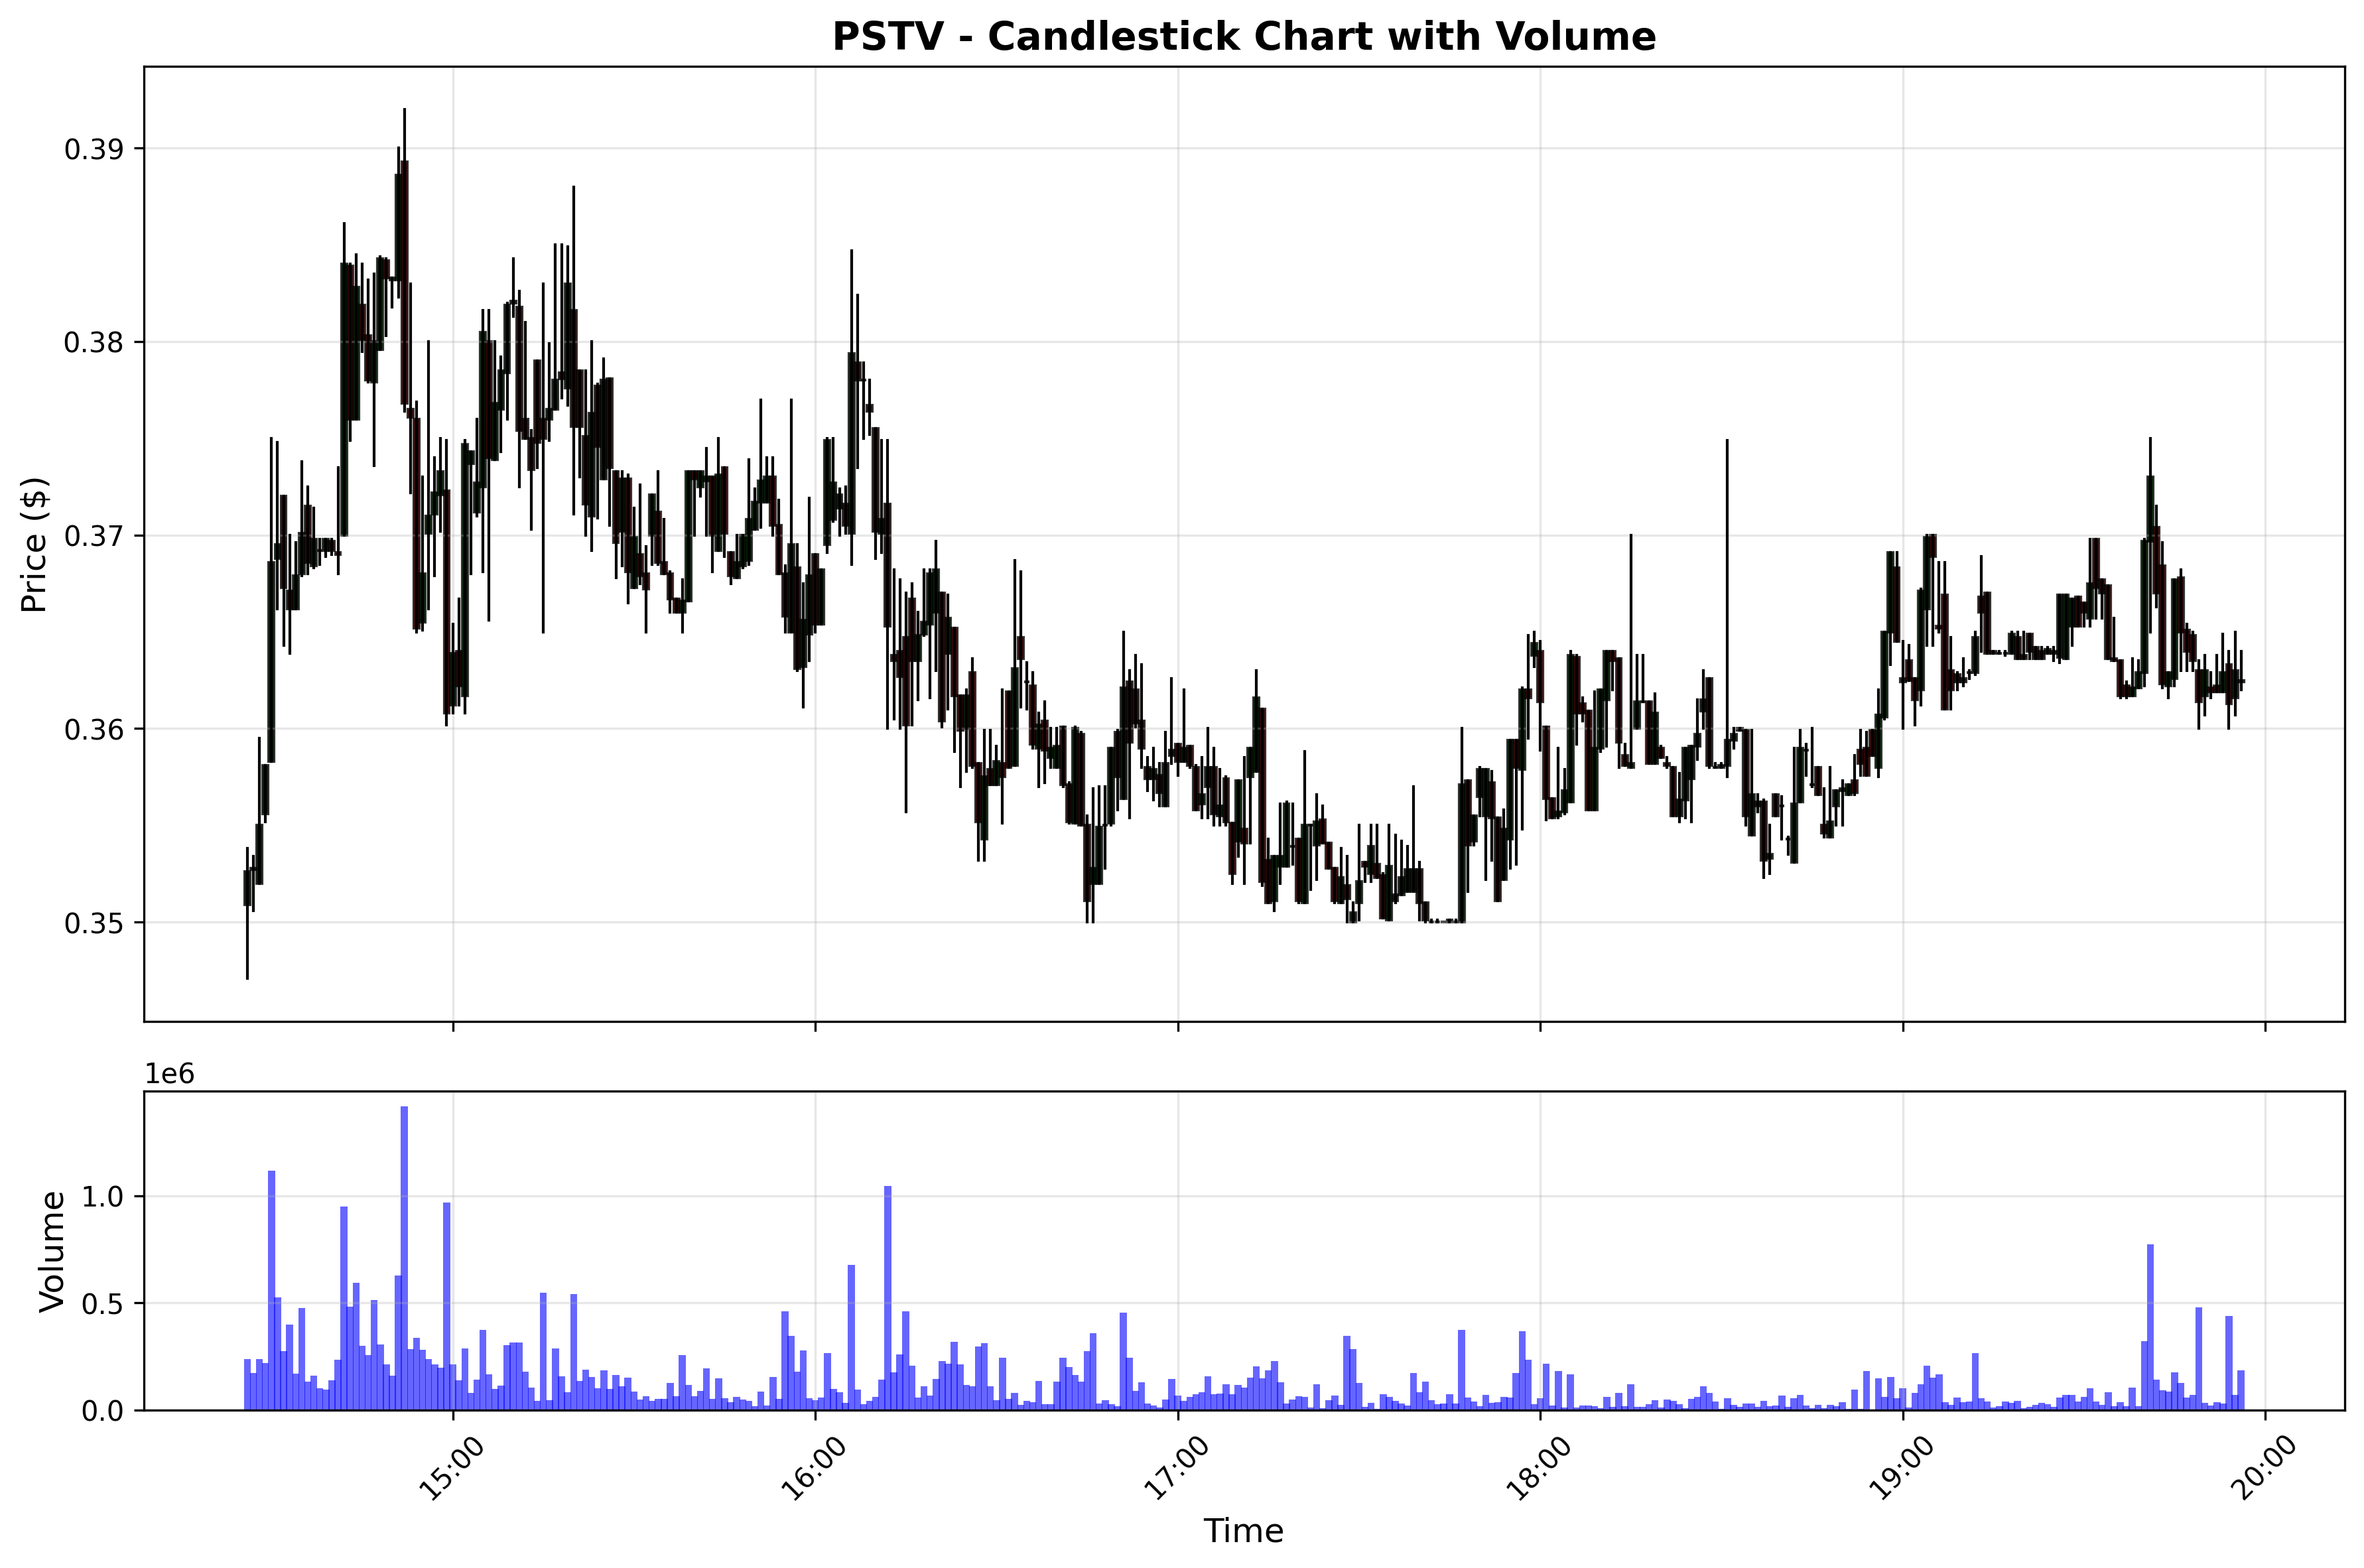 PSTV - Candlestick Chart with Volume
Price ($)
0.39
0.38
0.37
0.36
0.35
1e6
Volume
1.0
0.5
0.0
15:00
16:00
17:00
18:00
19:00
20:00
Time